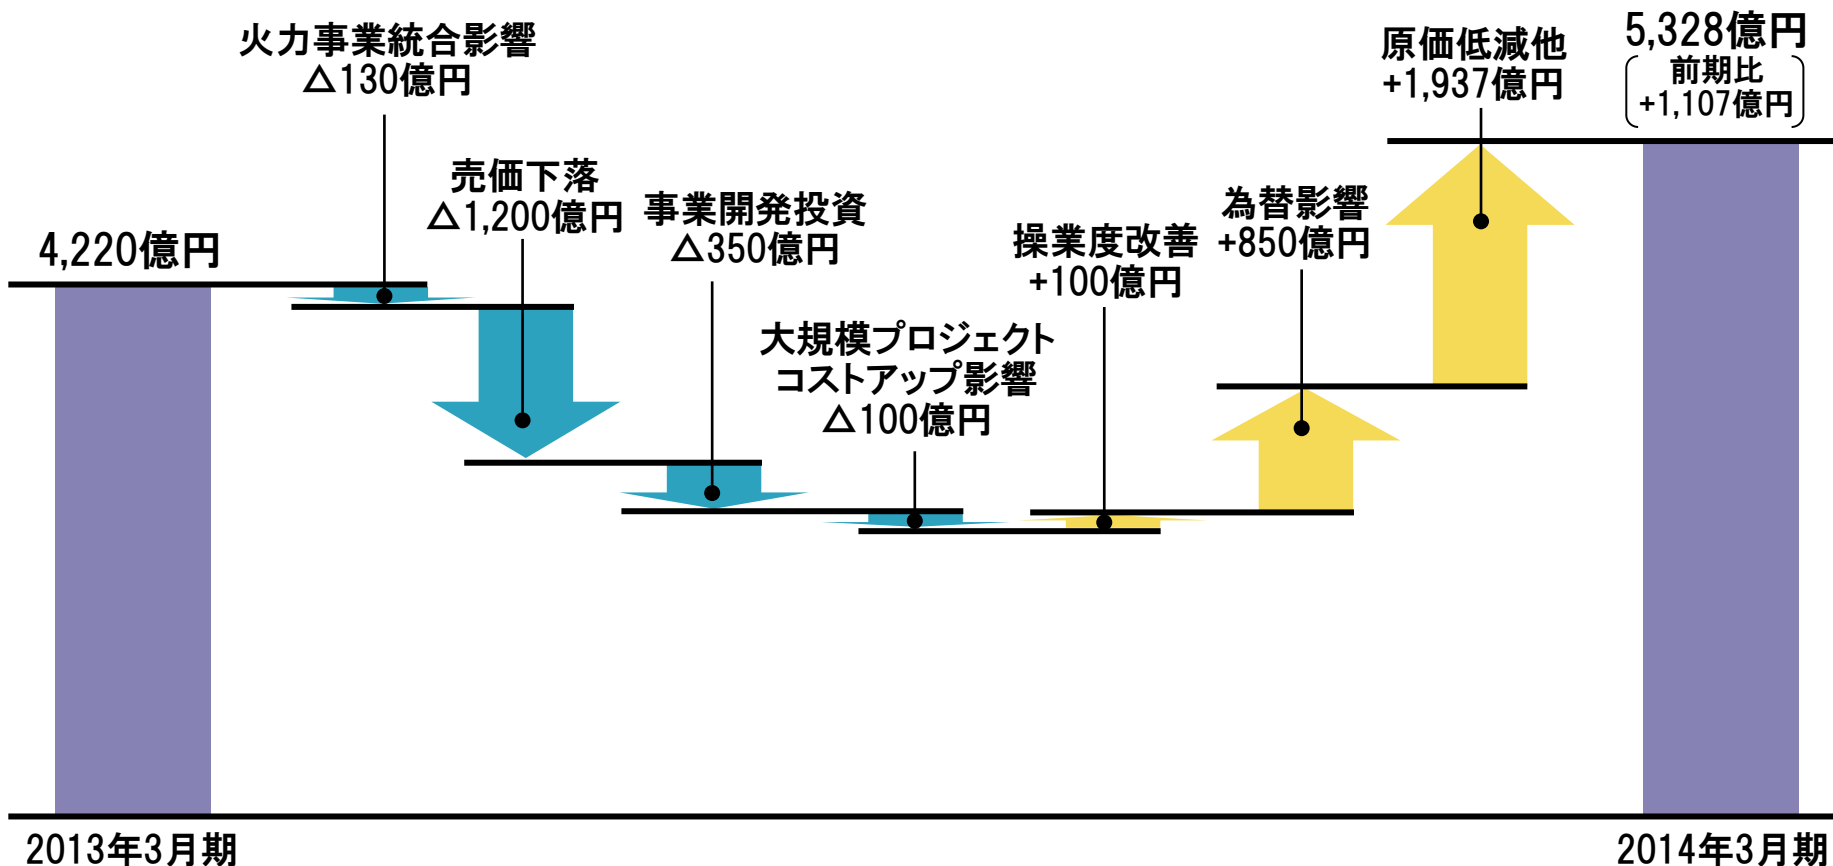 4,220億円
火力事業統合影響
△130億円
売価下落
△1,200億円
事業開発投資
△350億円
大規模プロジェクト
コストアップ影響
△100億円
操業度改善
+100億円
為替影響
+850億円
原価低減他
+1,937億円
5,328億円
前期比
+1,107億円
2013年3月期
2014年3月期